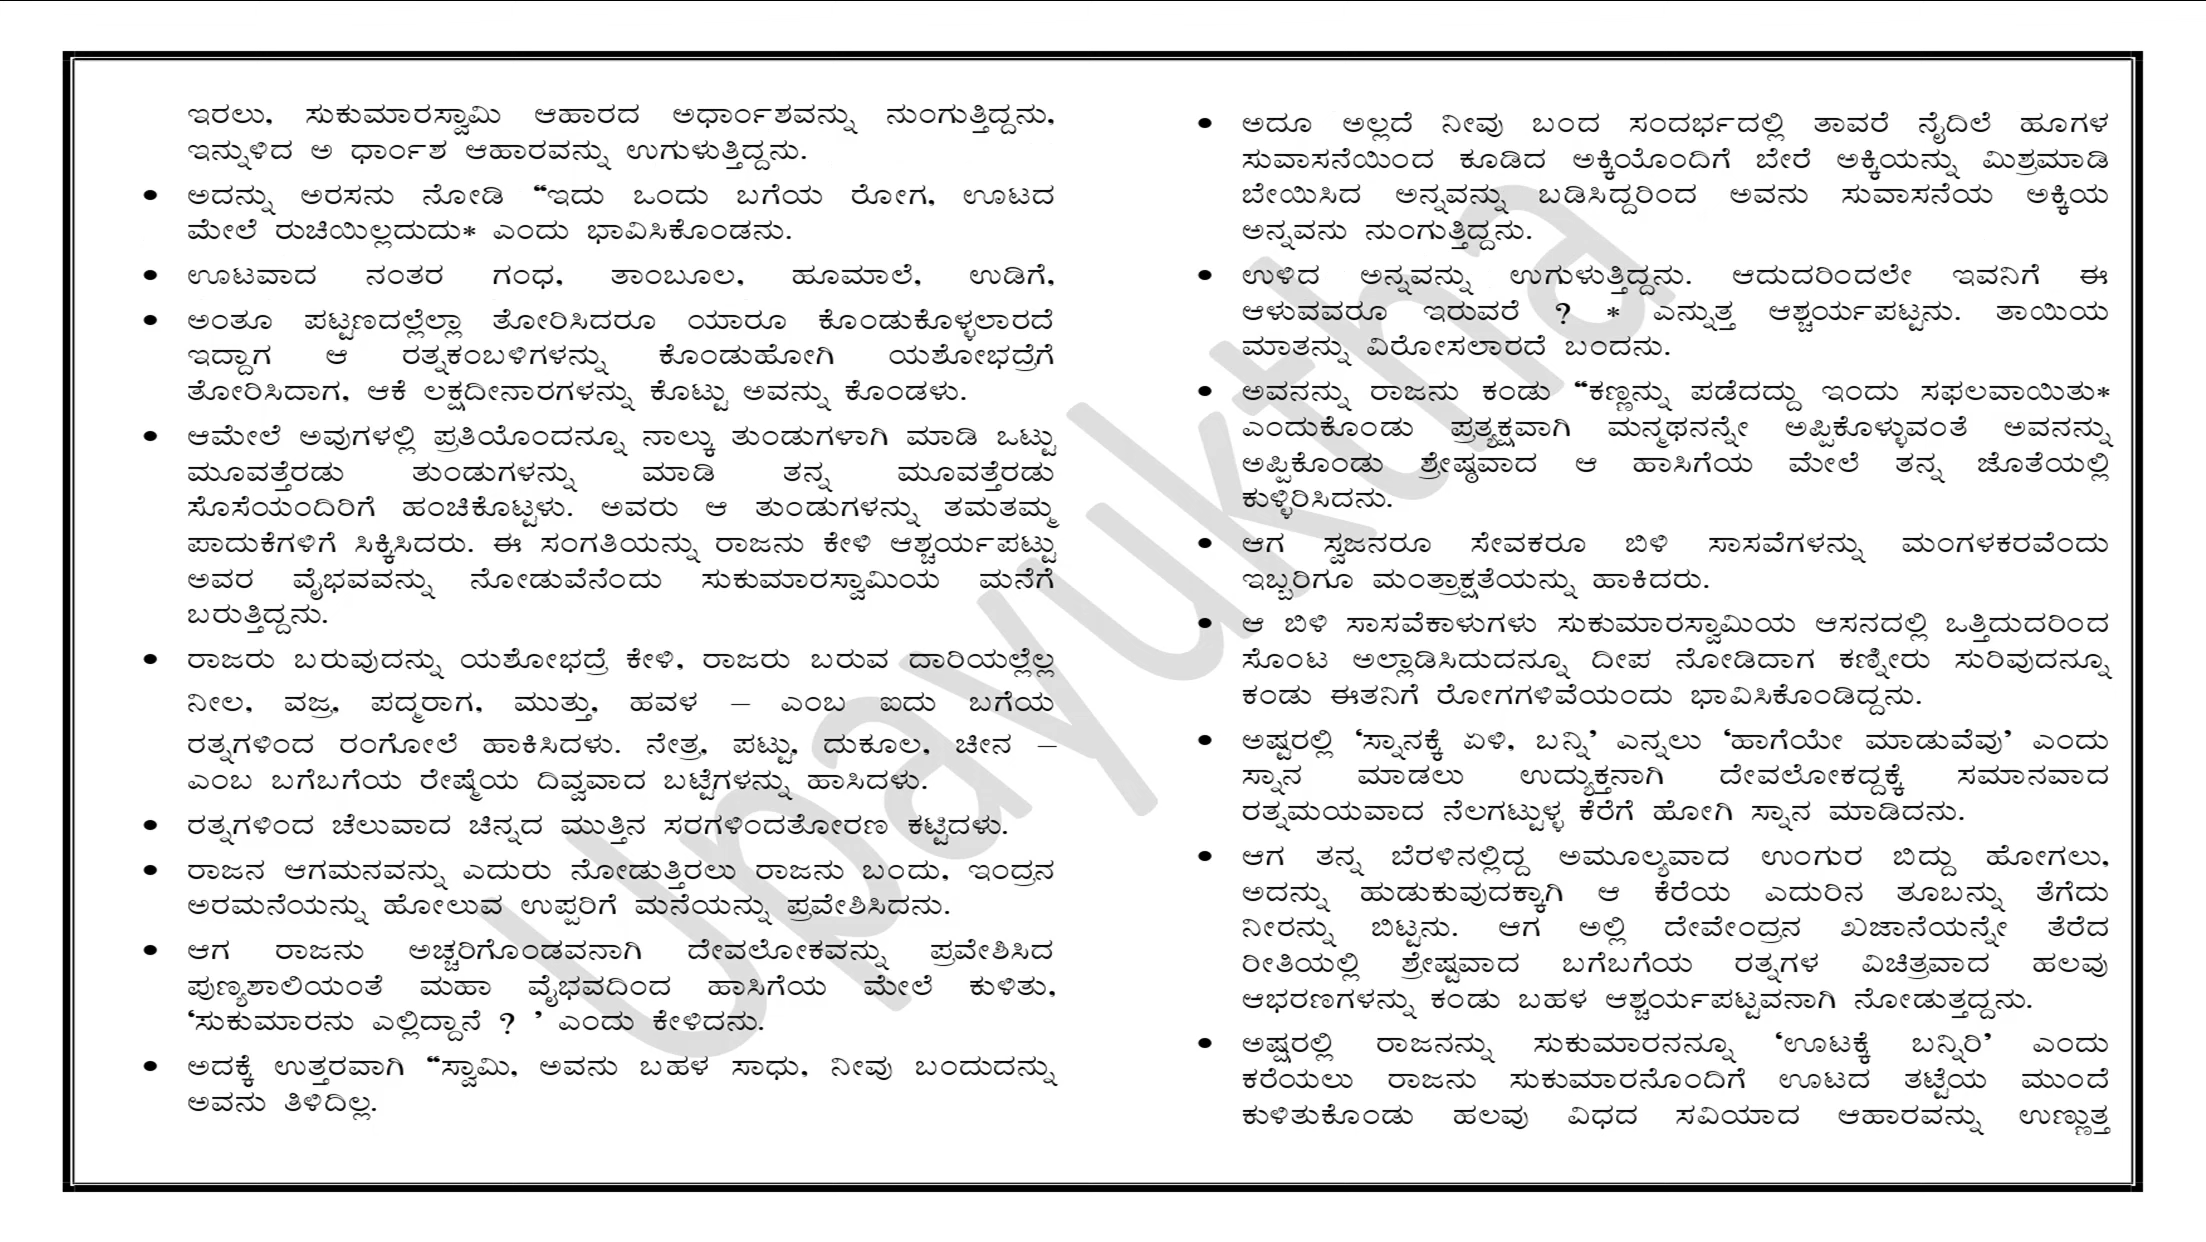 ಇರಲು, ಸುಕುಮಾರಸ್ವಾಮಿ ಆಹಾರದ ಅಧಾರ್ಂಶವನ್ನು ನುಂಗುತ್ತಿದ್ದನು,
ಇನ್ನುಳಿದ ಅ ಧಾರ್ಂಶ ಆಹಾರವನ್ನು ಉಗುಳುತ್ತಿದ್ದನು.
• ಅದನ್ನು ಅರಸನು ನೋಡಿ “ಇದು ಒಂದು ಬಗೆಯ ರೋಗ, ಊಟದ
ಮೇಲೆ ರುಚಿಯಿಲ್ಲದುದು* ಎಂದು ಭಾವಿಸಿಕೊಂಡನು.
• ಊಟವಾದ ನಂತರ ಗಂಧ, ತಾಂಬೂಲ, ಹೂಮಾಲೆ, ಉಡಿಗೆ,
• ಅಂತೂ ಪಟ್ಟಣದಲ್ಲೆಲ್ಲಾ ತೋರಿಸಿದರೂ ಯಾರೂ ಕೊಂಡುಕೊಳ್ಳಲಾರದೆ
ಇದ್ದಾಗ ಆ ರತ್ನಕಂಬಳಿಗಳನ್ನು ಕೊಂಡುಹೋಗಿ ಯಶೋಭದ್ರೆಗೆ
ತೋರಿಸಿದಾಗ, ಆಕೆ ಲಕ್ಷದೀನಾರಗಳನ್ನು ಕೊಟ್ಟು ಅವನ್ನು ಕೊಂಡಳು.
• ಆಮೇಲೆ ಅವುಗಳಲ್ಲಿ ಪ್ರತಿಯೊಂದನೂ ನಾಲ್ಕು ತುಂಡುಗಳಾಗಿ ಮಾಡಿ ಒಟ್ಟು
ಮೂವತ್ತೆರಡು ತುಂಡುಗಳನ್ನು ಮಾಡಿ ತನ್ನ ಮೂವತ್ತೆರಡು
ಸೊಸೆಯಂದಿರಿಗೆ ಹಂಚಿಕೊಟ್ಟಳು. ಅವರು ಆ ತುಂಡುಗಳನ್ನು ತಮತಮ್ಮ
ಪಾದುಕೆಗಳಿಗೆ ಸಿಕ್ಕಿಸಿದರು. ಈ ಸಂಗತಿಯನ್ನು ರಾಜನು ಕೇಳಿ ಆಶ್ಚರ್ಯಪಟ್ಟು
ಅವರ ವೈಭವವನ್ನು ನೋಡುವೆನೆಂದು ಸುಕುಮಾರಸ್ವಾಮಿಯ ಮನೆಗೆ
ಬರುತ್ತಿದ್ದನು.
• ರಾಜರು ಬರುವುದನ್ನು ಯಶೋಭದ್ರೆ ಕೇಳಿ, ರಾಜರು ಬರುವ ದಾರಿಯಲ್ಲೆಲ್ಲ
ನೀಲ, ವಜ್ರ, ಪದ್ಮರಾಗ, ಮುತ್ತು, ಹವಳ – ಎಂಬ ಐದು ಬಗೆಯ
ರತ್ನಗಳಿಂದ ರಂಗೋಲೆ ಹಾಕಿಸಿದಳು. ನೇತ್ರ, ಪಟ್ಟು, ದುಕೂಲ, ಚೀನ –
ಎಂಬ ಬಗೆಬಗೆಯ ರೇಷ್ಮೆಯ ದಿವ್ವವಾದ ಬಟ್ಟೆಗಳನ್ನು ಹಾಸಿದಳು.
• ರತ್ನಗಳಿಂದ ಚೆಲುವಾದ ಚಿನ್ನದ ಮುತ್ತಿನ ಸರಗಳಿಂದತೋರಣ ಕಟ್ಟಿದಳು.
• ರಾಜನ ಆಗಮನವನ್ನು ಎದುರು ನೋಡುತ್ತಿರಲು ರಾಜನು ಬಂದು, ಇಂದ್ರನ
ಅರಮನೆಯನ್ನು ಹೋಲುವ ಉಪ್ಪರಿಗೆ ಮನೆಯನ್ನು ಪ್ರವೇಶಿಸಿದನು.
• ಆಗ ರಾಜನು ಅಚ್ಚರಿಗೊಂಡವನಾಗಿ ದೇವಲೋಕವನ್ನು ಪ್ರವೇಶಿಸಿದ
ಪುಣ್ಯಶಾಲಿಯಂತೆ ಮಹಾ ವೈಭವದಿಂದ ಹಾಸಿಗೆಯ ಮೇಲೆ ಕುಳಿತು,
‘ಸುಕುಮಾರನು ಎಲ್ಲಿದ್ದಾನೆ ? ’ ಎಂದು ಕೇಳಿದನು.
• ಅದಕ್ಕೆ ಉತ್ತರವಾಗಿ “ಸ್ವಾಮಿ, ಅವನು ಬಹಳ ಸಾಧು, ನೀವು ಬಂದುದನ್ನು
ಅವನು ತಿಳಿದಿಲ್ಲ.
• ಅದೂ ಅಲ್ಲದೆ ನೀವು ಬಂದ ಸಂದರ್ಭದಲ್ಲಿ ತಾವರೆ ನೈದಿಲೆ ಹೂಗಳ
ಸುವಾಸನೆಯಿಂದ ಕೂಡಿದ ಅಕ್ಕಿಯೊಂದಿಗೆ ಬೇರೆ ಅಕ್ಕಿಯನ್ನು ಮಿಶ್ರಮಾಡಿ
ಬೇಯಿಸಿದ ಅನ್ನವನ್ನು ಬಡಿಸಿದ್ದರಿಂದ ಅವನು ಸುವಾಸನೆಯ ಅಕ್ಕಿಯ
ಅನ್ನವನು ನುಂಗುತ್ತಿದ್ದನು.
• ಉಳಿದ ಅನ್ನವನ್ನು ಉಗುಳುತ್ತಿದ್ದನು. ಆದುದರಿಂದಲೇ ಇವನಿಗೆ ಈ
ಆಳುವವರೂ ಇರುವರೆ ? * ಎನ್ನುತ್ತ ಆಶ್ಚರ್ಯಪಟ್ಟನು. ತಾಯಿಯ
ಮಾತನ್ನು ವಿರೋಸಲಾರದೆ ಬಂದನು.
• ಅವನನ್ನು ರಾಜನು ಕಂಡು “ಕಣ್ಣನ್ನು ಪಡೆದದ್ದು ಇಂದು ಸಫಲವಾಯಿತು*
ಎಂದುಕೊಂಡು ಪ್ರತ್ಯಕ್ಷವಾಗಿ ಮನ್ಮಥನನ್ನೇ ಅಪ್ಪಿಕೊಳ್ಳುವಂತೆ ಅವನನ್ನು
ಅಪ್ಪಿಕೊಂಡು ಶ್ರೇಷ್ಠವಾದ ಆ ಹಾಸಿಗೆಯ ಮೇಲೆ ತನ್ನ ಜೊತೆಯಲ್ಲಿ
ಕುಳ್ಳಿರಿಸಿದನು.
• ಆಗ ಸ್ವಜನರೂ ಸೇವಕರೂ ಬಿಳಿ ಸಾಸವೆಗಳನ್ನು ಮಂಗಳಕರವೆಂದು
ಇಬ್ಬರಿಗೂ ಮಂತ್ರಾಕ್ಷತೆಯನ್ನು ಹಾಕಿದರು.
• ಆ ಬಿಳಿ ಸಾಸವೆಕಾಳುಗಳು ಸುಕುಮಾರಸ್ವಾಮಿಯ ಆಸನದಲ್ಲಿ ಒತ್ತಿದುದರಿಂದ
ಸೊಂಟ ಅಲ್ಲಾಡಿಸಿದುದನ್ನೂ ದೀಪ ನೋಡಿದಾಗ ಕಣ್ಣೀರು ಸುರಿವುದನ್ನೂ
ಕಂಡು ಈತನಿಗೆ ರೋಗಗಳಿವೆಯಂದು ಭಾವಿಸಿಕೊಂಡಿದ್ದನು.
• ಅಷ್ಟರಲ್ಲಿ ‘ಸ್ನಾನಕ್ಕೆ ಏಳಿ, ಬನ್ನಿ’ ಎನ್ನಲು ‘ಹಾಗೆಯೇ ಮಾಡುವೆವು’ ಎಂದು
ಸ್ನಾನ ಮಾಡಲು ಉದ್ಯುಕ್ತನಾಗಿ ದೇವಲೋಕದ್ದಕ್ಕೆ ಸಮಾನವಾದ
ರತ್ನಮಯವಾದ ನೆಲಗಟ್ಟುಳ್ಳ ಕೆರೆಗೆ ಹೋಗಿ ಸ್ನಾನ ಮಾಡಿದನು.
• ಆಗ ತನ್ನ ಬೆರಳಿನಲ್ಲಿದ್ದ ಅಮೂಲ್ಯವಾದ ಉಂಗುರ ಬಿದ್ದು ಹೋಗಲು,
ಅದನ್ನು ಹುಡುಕುವುದಕ್ಕಾಗಿ ಆ ಕೆರೆಯ ಎದುರಿನ ತೂಬನ್ನು ತೆಗೆದು
ನೀರನ್ನು ಬಿಟ್ಟನು. ಆಗ ಅಲ್ಲಿ ದೇವೇಂದ್ರನ ಖಜಾನೆಯನ್ನೇ ತೆರೆದ
ರೀತಿಯಲ್ಲಿ ಶ್ರೇಷ್ಟವಾದ ಬಗೆಬಗೆಯ ರತ್ನಗಳ ವಿಚಿತ್ರವಾದ ಹಲವು
ಆಭರಣಗಳನ್ನು ಕಂಡು ಬಹಳ ಆಶ್ಚರ್ಯಪಟ್ಟವನಾಗಿ ನೋಡುತ್ತದ್ದನು.
• ಅಷ್ಷರಲ್ಲಿ ರಾಜನನ್ನು ಸುಕುಮಾರನನ್ನೂ ‘ಊಟಕ್ಕೆ ಬನ್ನಿರಿ’ ಎಂದು
ಕರೆಯಲು ರಾಜನು ಸುಕುಮಾರನೊಂದಿಗೆ ಊಟದ ತಟ್ಟೆಯ ಮುಂದೆ
ಕುಳಿತುಕೊಂಡು ಹಲವು ವಿಧದ ಸವಿಯಾದ ಆಹಾರವನ್ನು ಉಣ್ಣುತ್ತ
Upayuktha